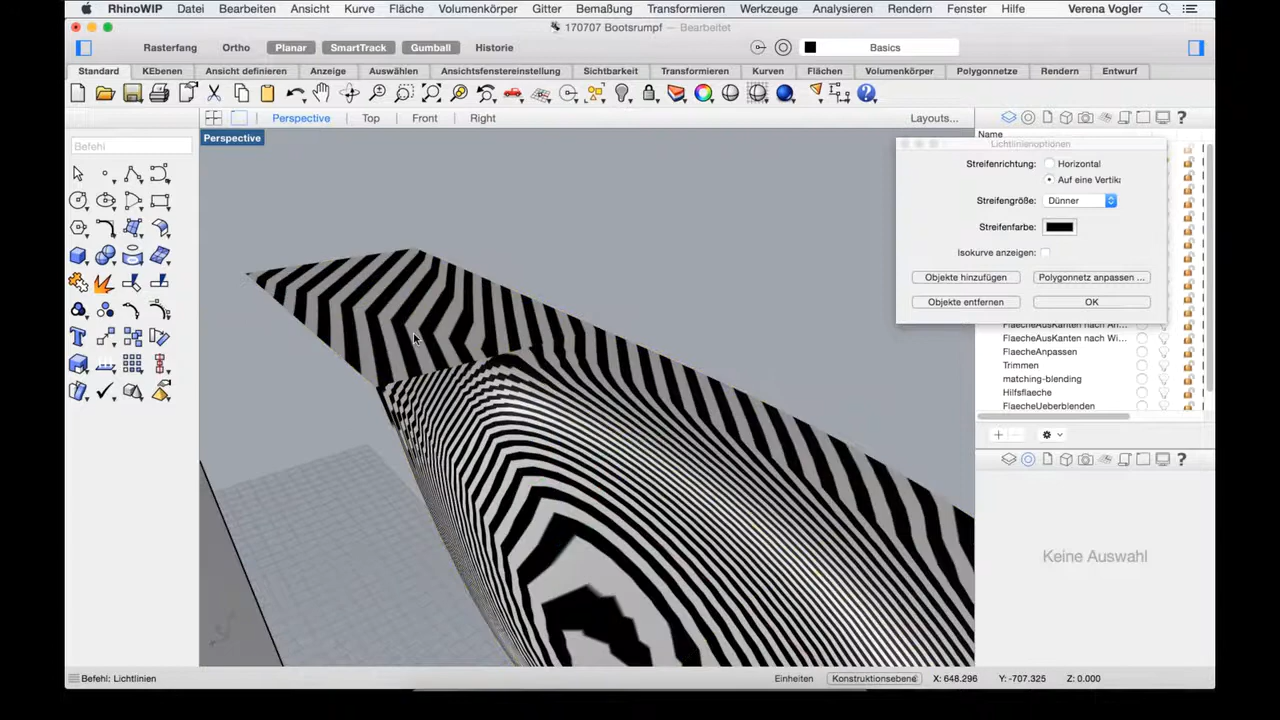 RhinoWIP Datei Bearbeiten Ansicht Kurve Fläche Volumenkörper Gitter Bemaßung Transformieren Werkzeuge Analysieren Rendern Fenster Hilfe Verena Vogler
170707 Bootsrumpf — Bearbeitet
Rasterfang Ortho Planar SmartTrack Gumball Historie Basics
Standard KEbenen Ansicht definieren Anzeige Auswählen Ansichtsfenstereinstellung Sichtbarkeit Transformieren Kurven Flächen Volumenkörper Polygonnetze Rendern Entwurf
Perspective Top Front Right Layouts...
Befehl
Perspective
Name
Lichtlinienoptionen
Streifenrichtung: Horizontal
Auf eine Vertika
Streifengröße: Dünner
Streifenfarbe:
Isokurve anzeigen:
Objekte hinzufügen Polygonnetz anpassen ...
Objekte entfernen OK
FlaecheAusKanten nach An...
FlaecheAusKanten nach Wi...
FlaecheAnpassen
Trimmen
matching-blending
Hilfsflaeche
FlaecheUeberblenden
Keine Auswahl
Befehl: Lichtlinien Einheiten Konstruktionsebene X: 648.296 Y: -707.325 Z: 0.000